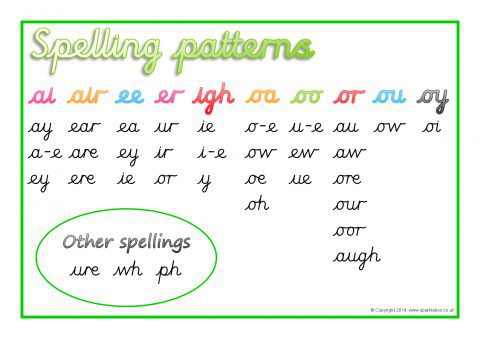 Spelling patterns
ai air ee er igh oa oo or ou oy
ay ear ea ur ie o-e u-e au ow oi
a-e are ey ir i-e ow ew aw
ey ere ie or y oe ue ore
oh our
oor
augh
Other spellings
ure wh ph
© Copyright 2014, www.sparklebox.co.uk